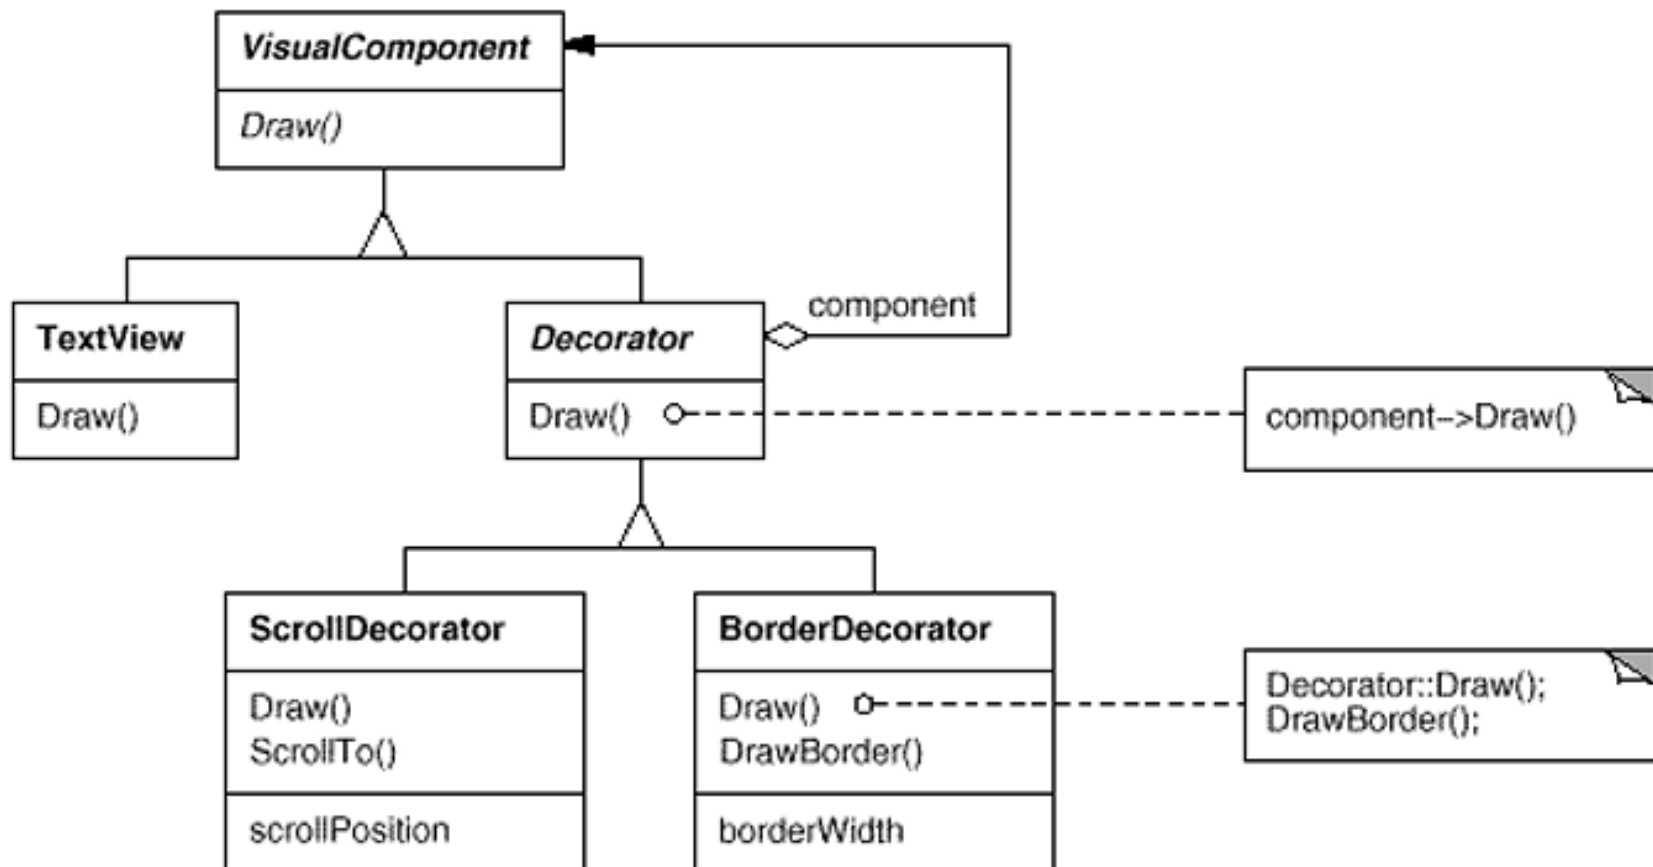 VisualComponent
Draw()
component
TextView
Draw()
Decorator
Draw()
component–>Draw()
ScrollDecorator
Draw()
ScrollTo()
scrollPosition
BorderDecorator
Draw()
DrawBorder()
borderWidth
Decorator::Draw();
DrawBorder();